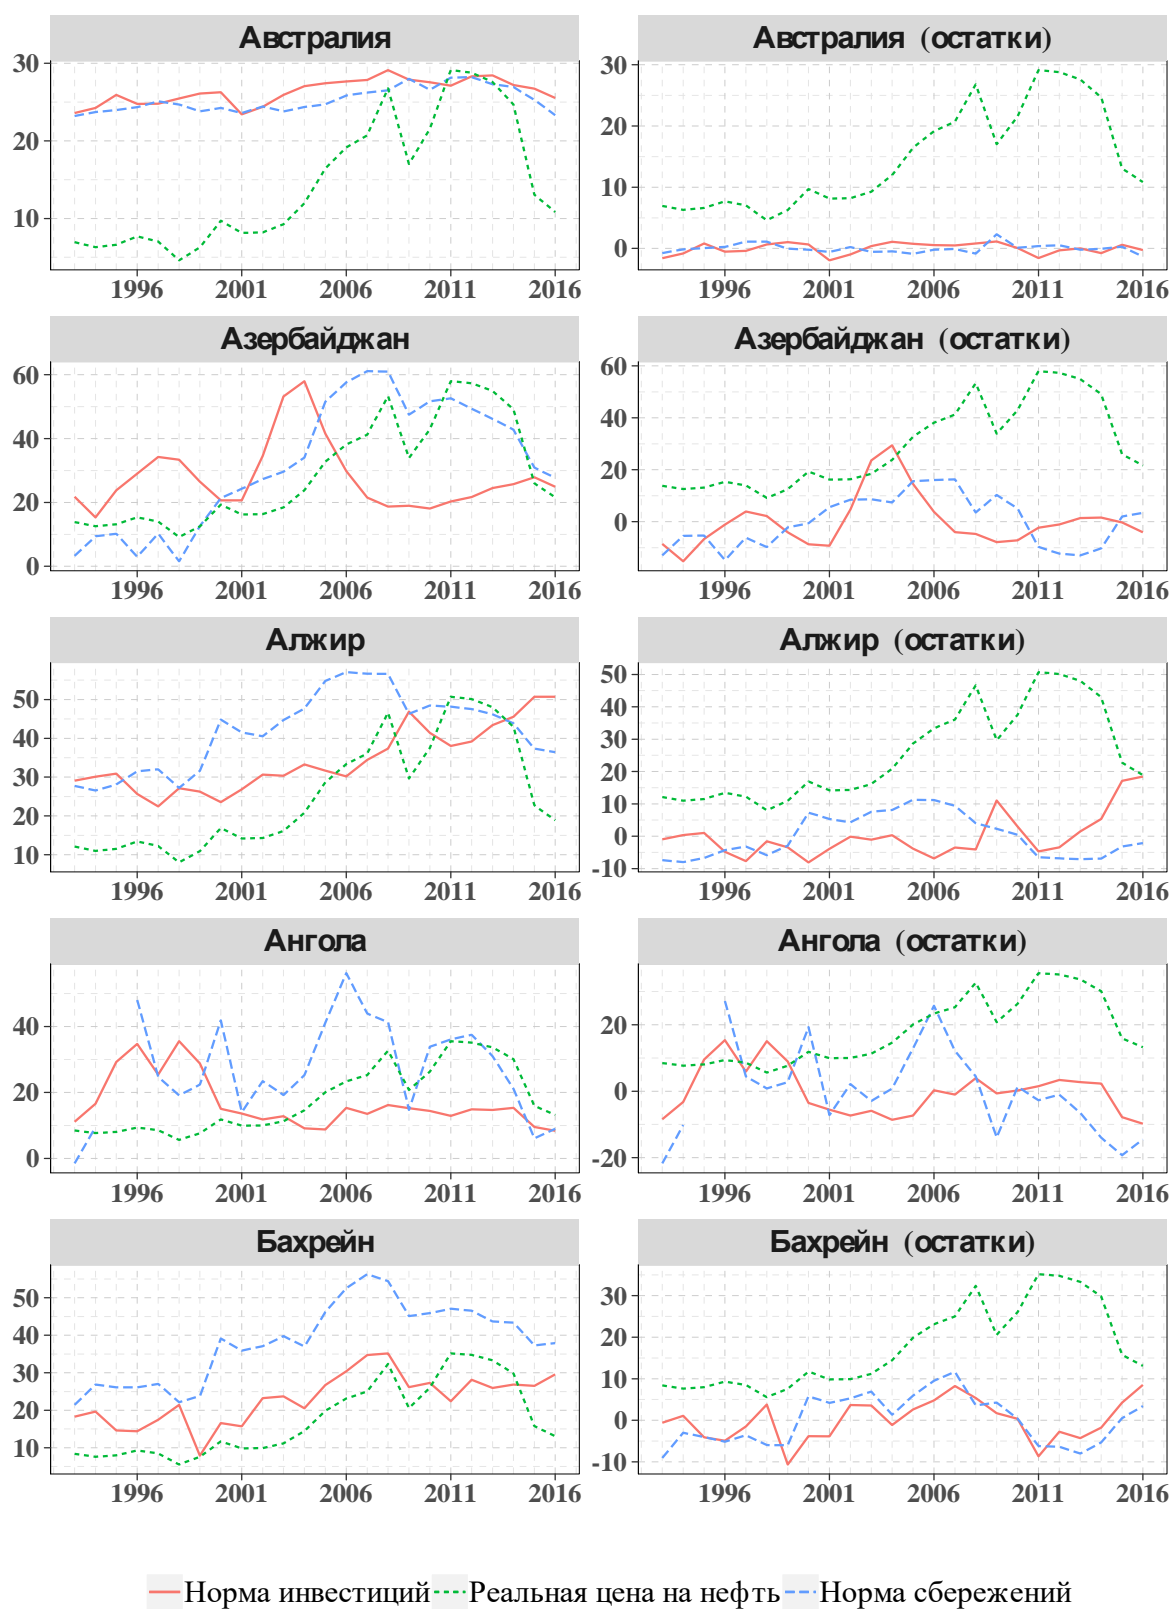 Австралия
Австралия (остатки)
30
20
10
1996 2001 2006 2011 2016
30
20
10
0
1996 2001 2006 2011 2016
Азербайджан
Азербайджан (остатки)
60
40
20
0
1996 2001 2006 2011 2016
60
40
20
0
1996 2001 2006 2011 2016
Алжир
Алжир (остатки)
50
40
30
20
10
1996 2001 2006 2011 2016
50
40
30
20
10
0
-10
1996 2001 2006 2011 2016
Ангола
Ангола (остатки)
40
20
0
1996 2001 2006 2011 2016
20
0
-20
1996 2001 2006 2011 2016
Бахрейн
Бахрейн (остатки)
50
40
30
20
10
1996 2001 2006 2011 2016
30
20
10
0
-10
1996 2001 2006 2011 2016
Норма инвестиций Реальная цена на нефть Норма сбережений